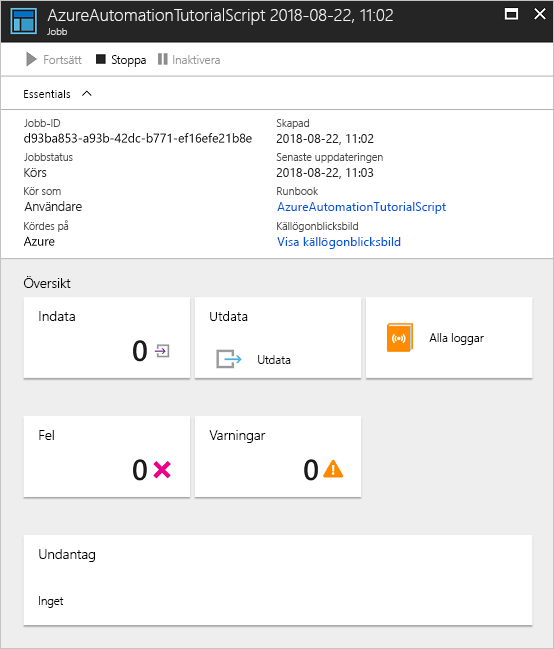 AzureAutomationTutorialScript 2018-08-22, 11:02
Jobb
Fortsätt Stoppa Inaktivera
Essentials
Jobb-ID
d93ba853-a93b-42dc-b771-ef16efe21b8e
Jobbstatus
Körs
Kör som
Användare
Kördes på
Azure
Skapad
2018-08-22, 11:02
Senaste uppdateringen
2018-08-22, 11:03
Runbook
AzureAutomationTutorialScript
Källögonblicksbild
Visa källögonblicksbild
Översikt
Indata
0
Utdata
Utdata
Alla loggar
Fel
0
Varningar
0
Undantag
Inget